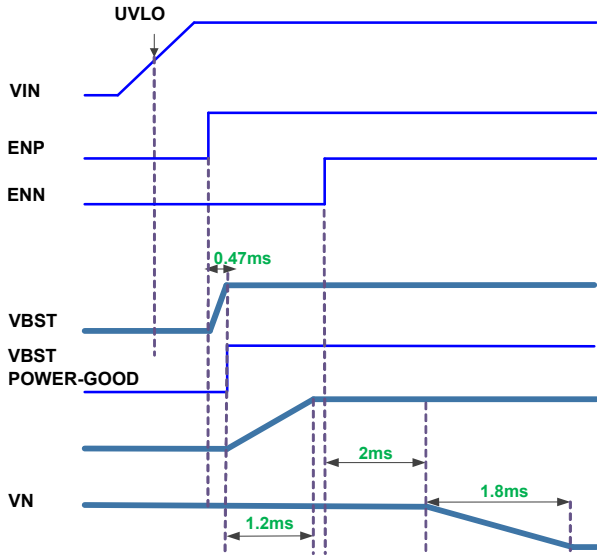 UVLO
VIN
ENP
ENN
0.47ms
VBST
VBST
POWER-GOOD
2ms
1.8ms
VN
1.2ms